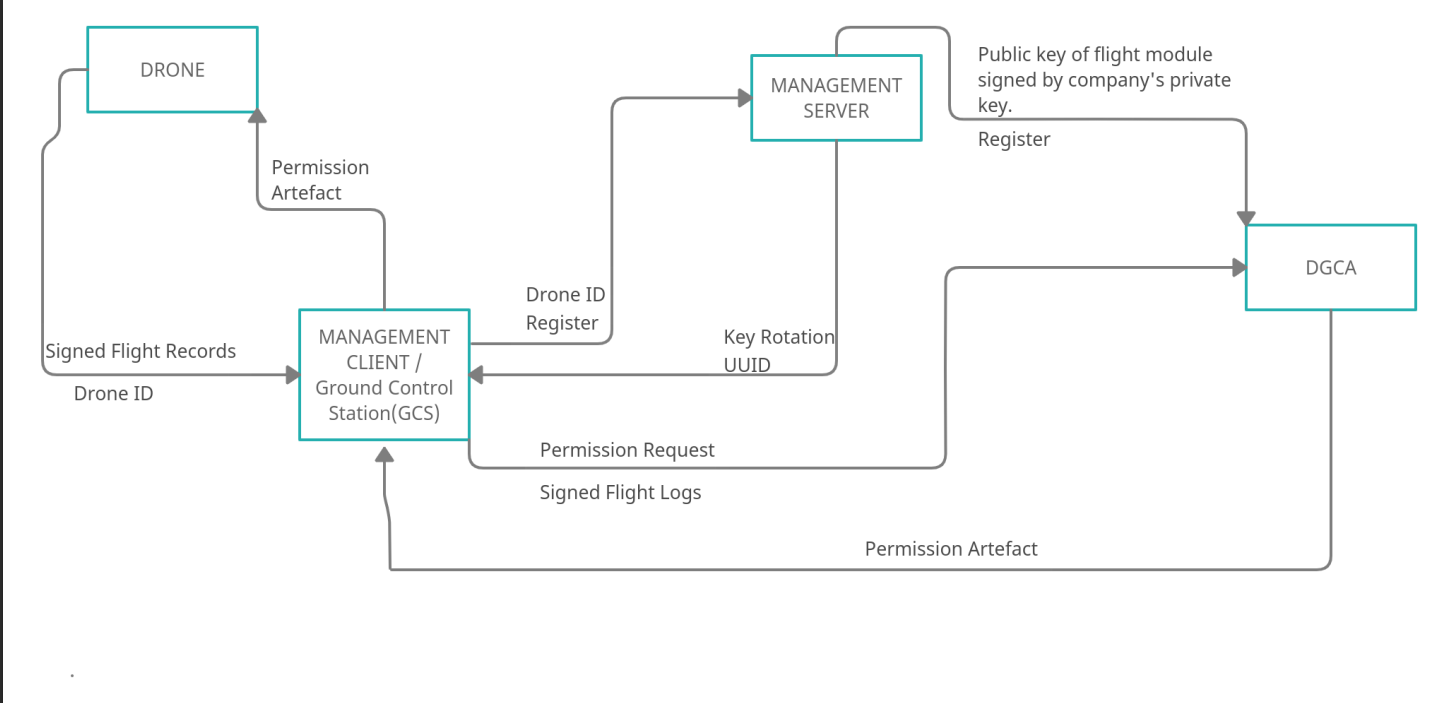 DRONE
MANAGEMENT
SERVER
Public key of flight module
signed by company's private
key.
Register
Permission
Artefact
DGCA
Drone ID
Register
MANAGEMENT
CLIENT /
Ground Control
Station(GCS)
Key Rotation
UUID
Signed Flight Records
Drone ID
Permission Request
Signed Flight Logs
Permission Artefact
.